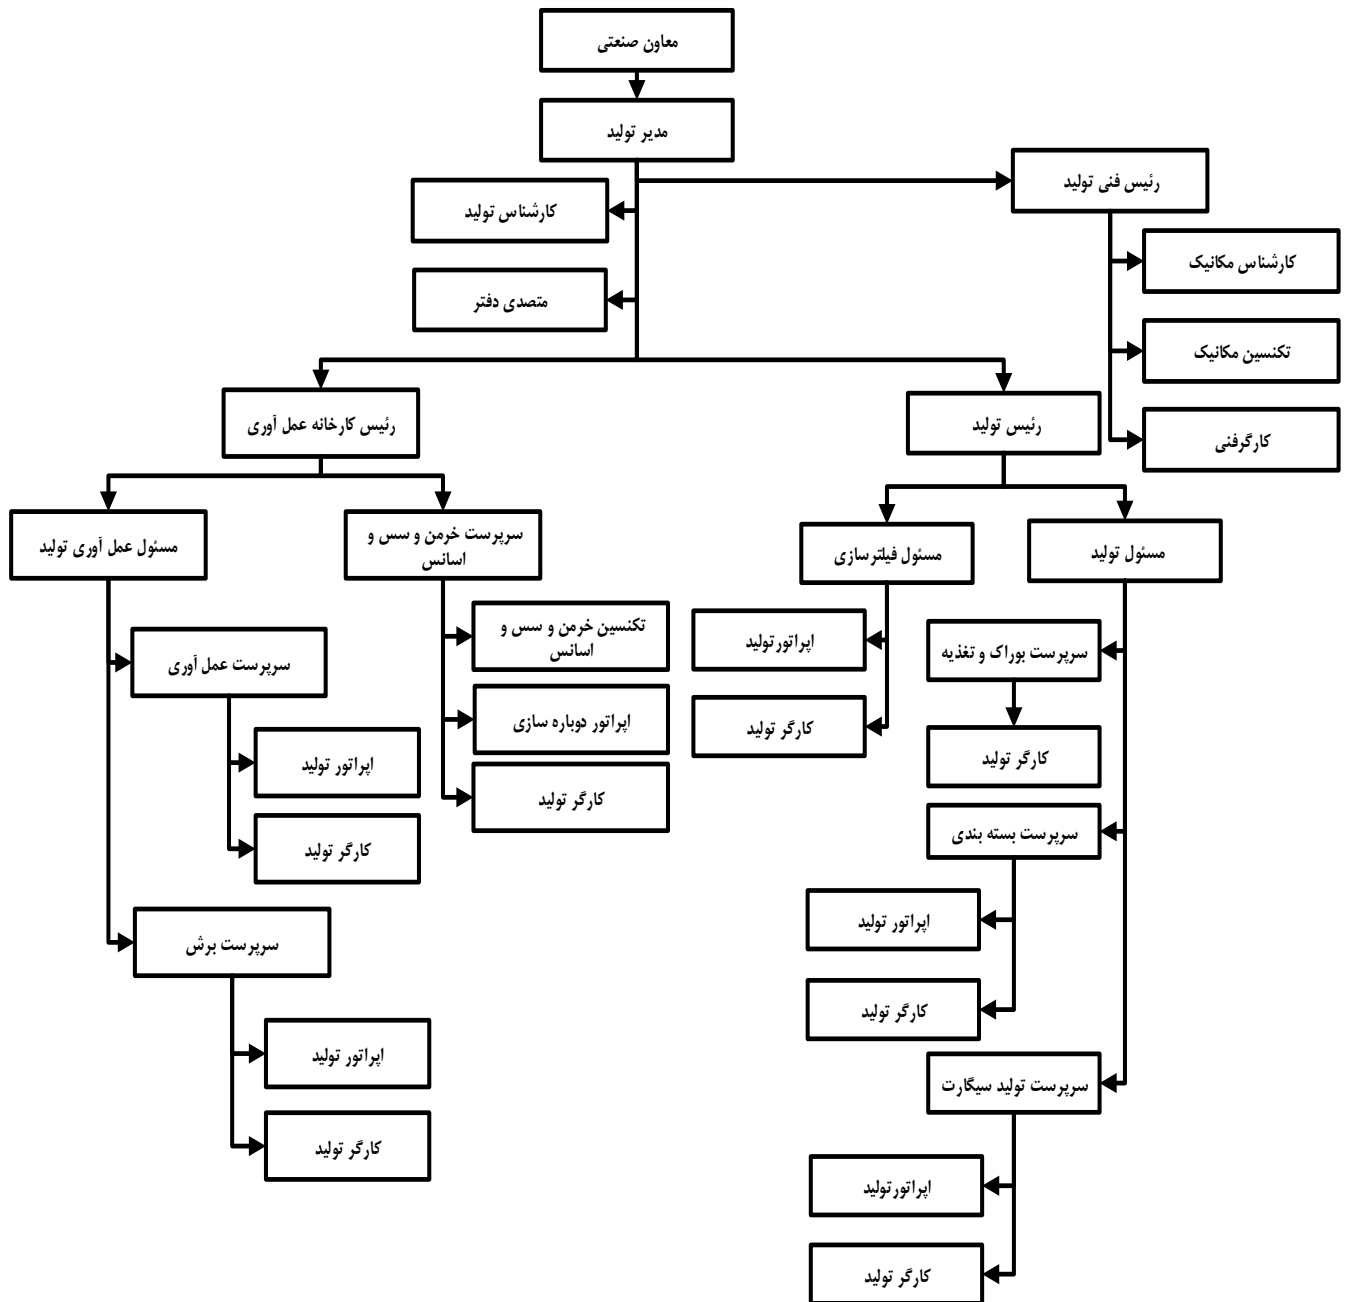 معاون صنعتی
مدیر تولید
رئیس فنی تولید
کارشناس تولید
کارشناس مکانیک
متصدی دفتر
تکنسین مکانیک
کارگرفنی
رئیس تولید
رئیس کارخانه عمل آوری
مسئول تولید
مسئول فیلترسازی
سرپرست خرمن و سس و
اسانس
مسئول عمل آوری تولید
سرپرست بوراک و تغذیه
اپراتورتولید
تکنسین خرمن و سس و
اسانس
سرپرست عمل آوری
کارگر تولید
کارگر تولید
اپراتور دوباره سازی
اپراتور تولید
کارگر تولید
سرپرست بسته بندی
کارگر تولید
اپراتور تولید
سرپرست برش
کارگر تولید
اپراتور تولید
سرپرست تولید سیگارت
کارگر تولید
اپراتورتولید
کارگر تولید